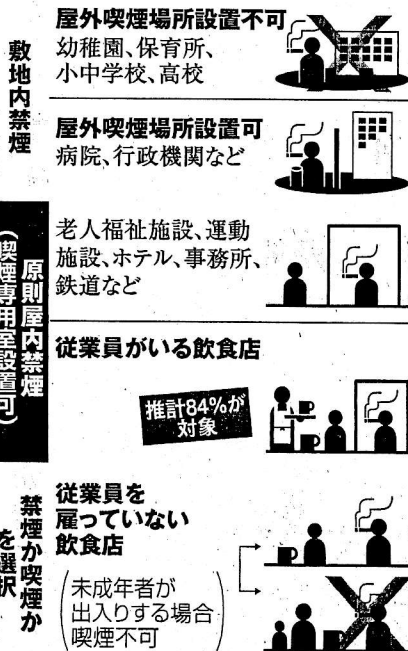 敷地内禁煙
屋外喫煙場所設置不可
幼稚園、保育所、
小中学校、高校
屋外喫煙場所設置可
病院、行政機関など
原則屋内禁煙
(喫煙専用室設置可)
老人福祉施設、運動
施設、ホテル、事務所、
鉄道など
従業員がいる飲食店
推計84%が
対象
禁煙か喫煙か
を選択
従業員を
雇っていない
飲食店
(未成年者が
出入りする場合
喫煙不可)